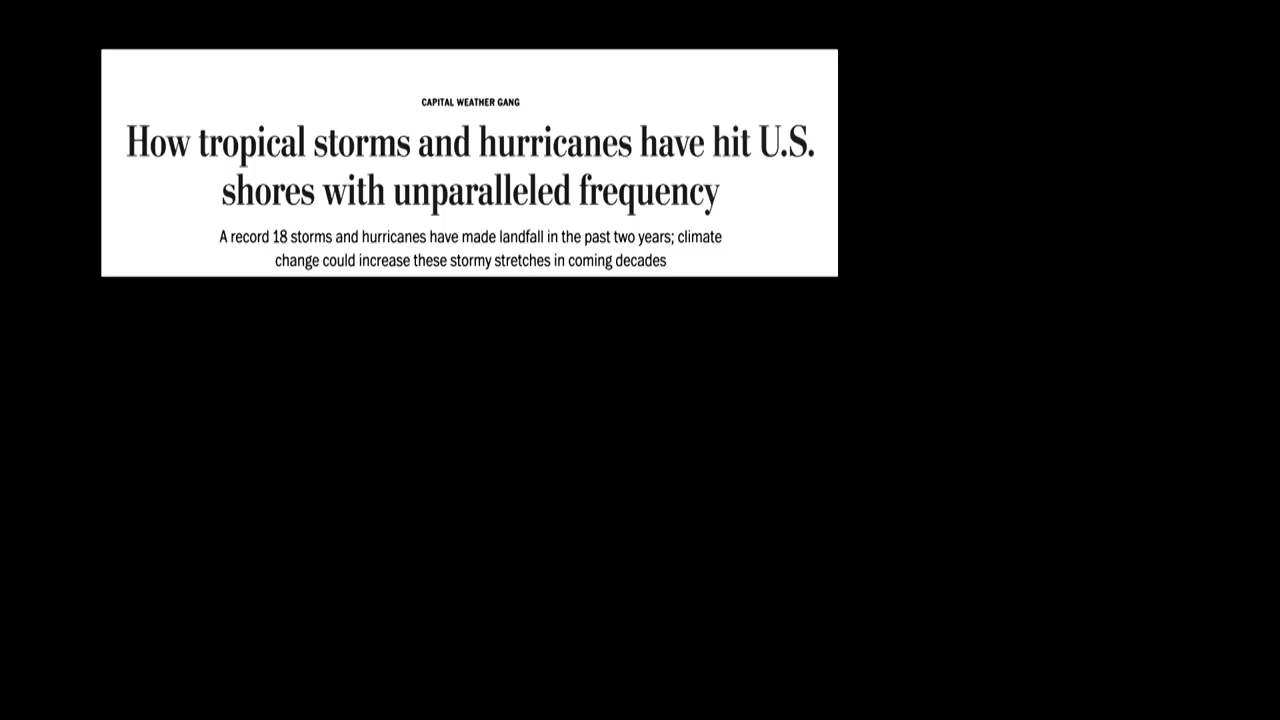 CAPITAL WEATHER GANG
How tropical storms and hurricanes have hit U.S.
shores with unparalleled frequency
A record 18 storms and hurricanes have made landfall in the past two years; climate
change could increase these stormy stretches in coming decades